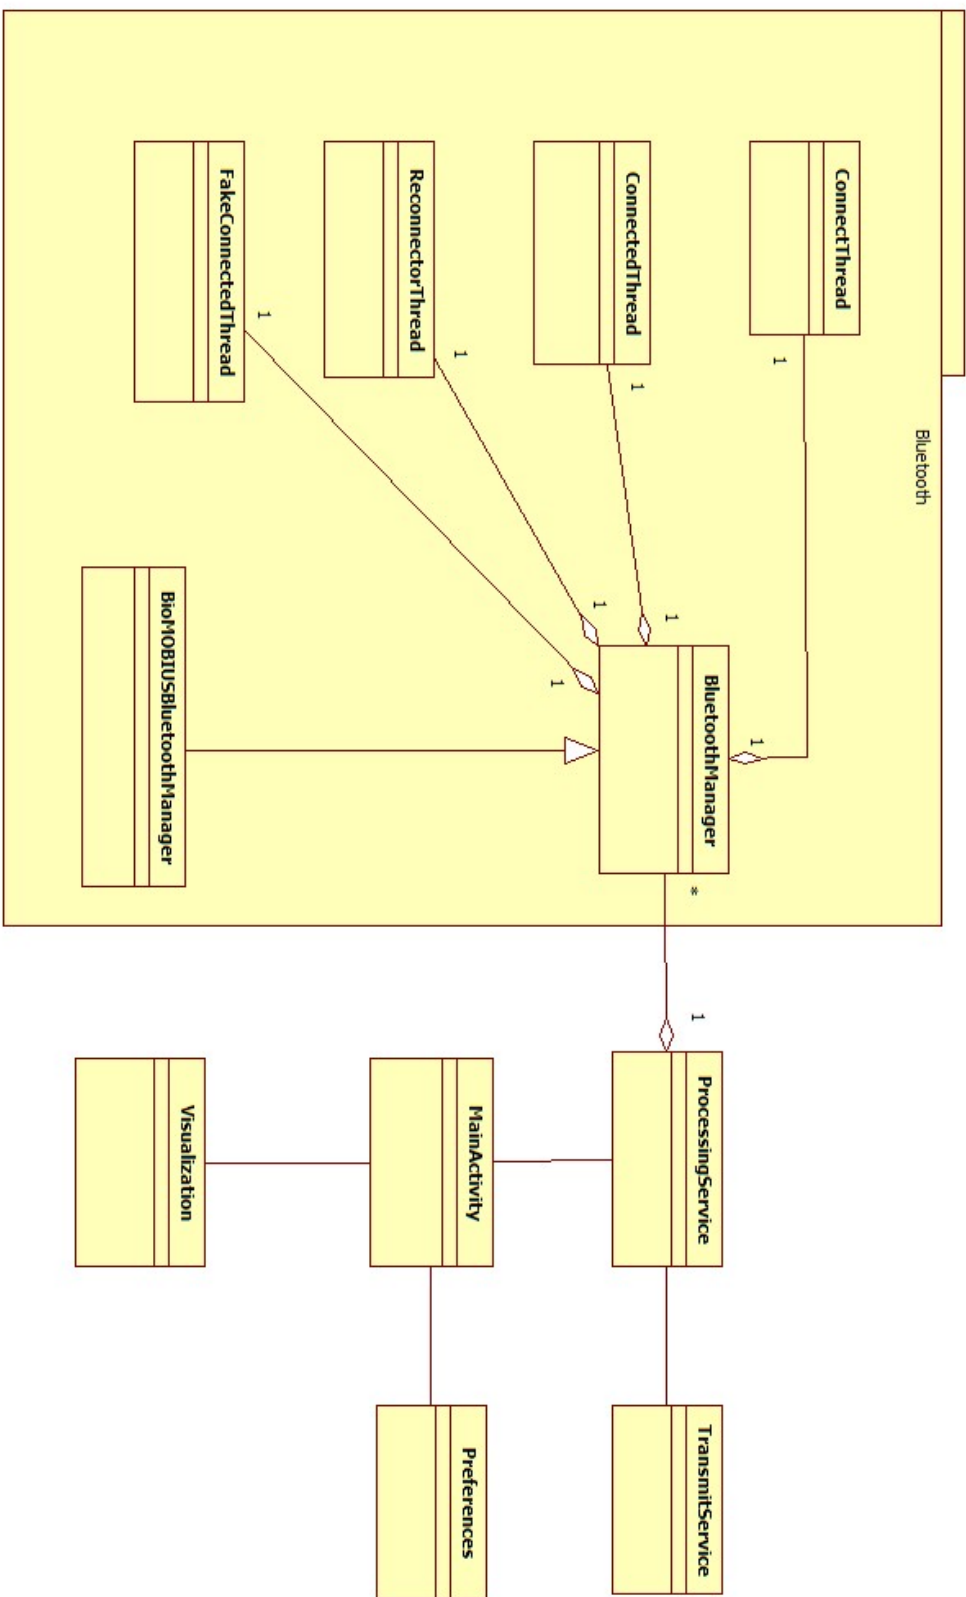 Bluetooth
ConnectThread
1
1
BluetoothManager
*
1
ProcessingService
TransmitService
ConnectedThread
1
1
1
1
MainActivity
Preferences
ReconnectorThread
1
FakeConnectedThread
1
BioMOBIUSBluetoothManager
Visualization